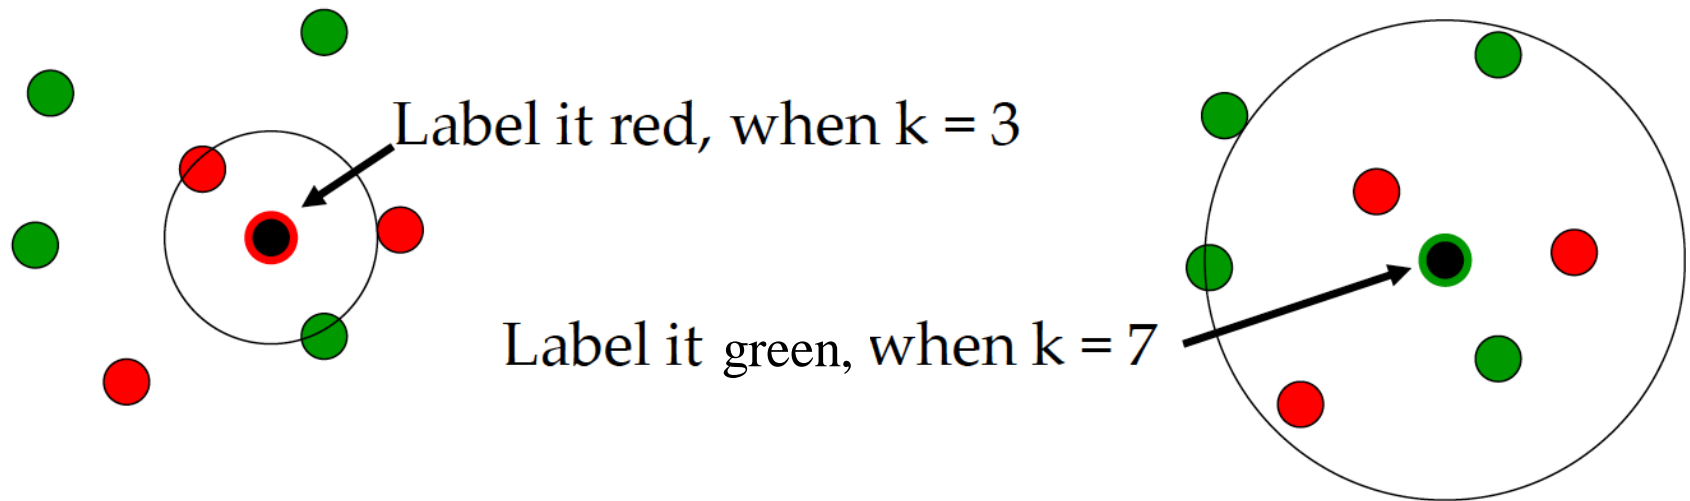 Label it red, when k = 3
Label it green, when k = 7